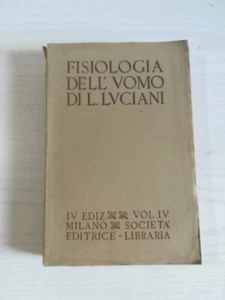 FISIOLOGIA
DELL' VOMO
DI L. LVCIANI
IV EDIZ VOL. IV
MILANO SOCIETÀ
EDITRICE - LIBRARIA